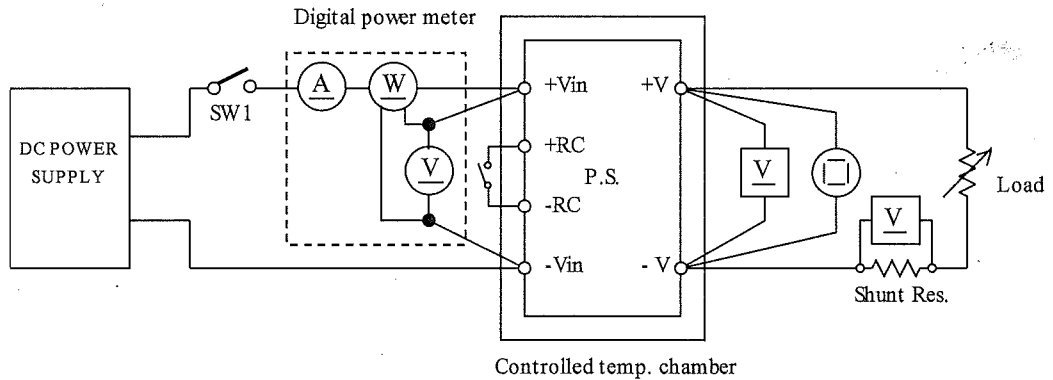 Digital power meter
SW1
A
W
V
DC POWER
SUPPLY
+Vin
+RC
-RC
-Vin
P.S.
+V
- V
V
V
Load
Shunt Res.
Controlled temp. chamber